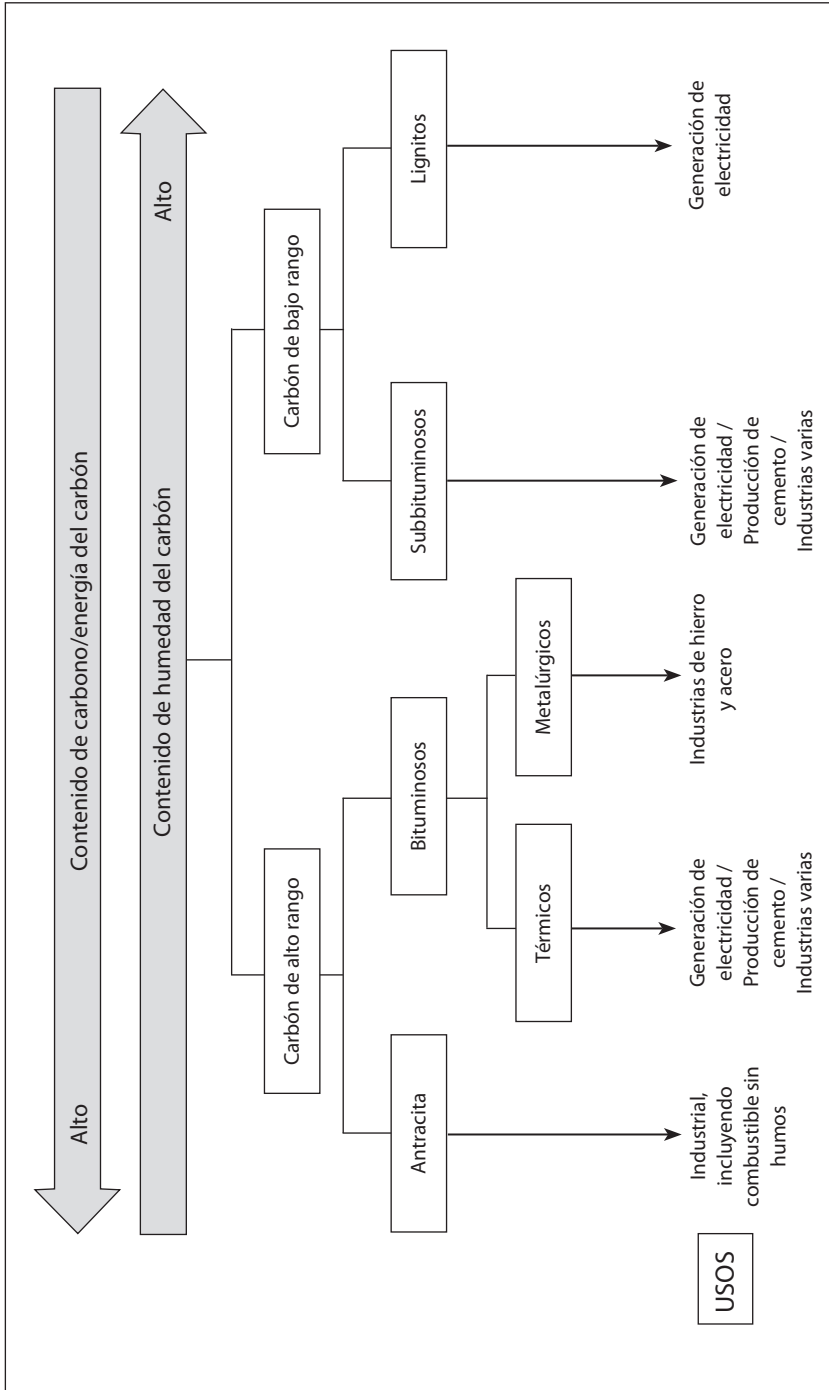 Alto
Contenido de carbono/energía del carbón
Contenido de humedad del carbón
Alto
Carbón de alto rango
Carbón de bajo rango
Antracita
Bituminosos
Subbituminosos
Lignitos
Térmicos
Metalúrgicos
USOS
Industrial,
incluyendo
combustible sin
humos
Generación de
electricidad /
Producción de
cemento /
Industrias varias
Industrias de hierro
y acero
Generación de
electricidad /
Producción de
cemento /
Industrias varias
Generación de
electricidad